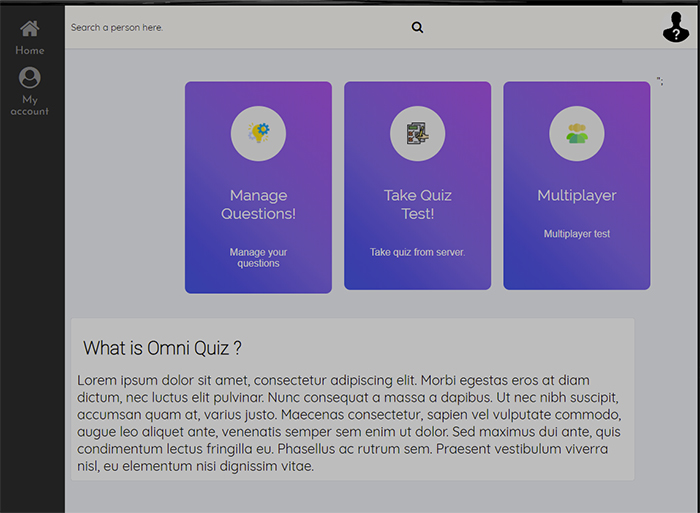 Search a person here.
?
Home
My
account
";
Manage
Questions!
Manage your
questions
Take Quiz
Test!
Take quiz from server.
Multiplayer
Multiplayer test
What is Omni Quiz ?
Lorem ipsum dolor sit amet, consectetur adipiscing elit. Morbi egestas eros at diam
dictum, nec luctus elit pulvinar. Nunc consequat a massa a dapibus. Ut nec nibh suscipit,
accumsan quam at, varius justo. Maecenas consectetur, sapien vel vulputate commodo,
augue leo aliquet ante, venenatis semper sem enim ut dolor. Sed maximus dui ante, quis
condimentum lectus fringilla eu. Phasellus ac rutrum sem. Praesent vestibulum viverra
nisl, eu elementum nisi dignissim vitae.